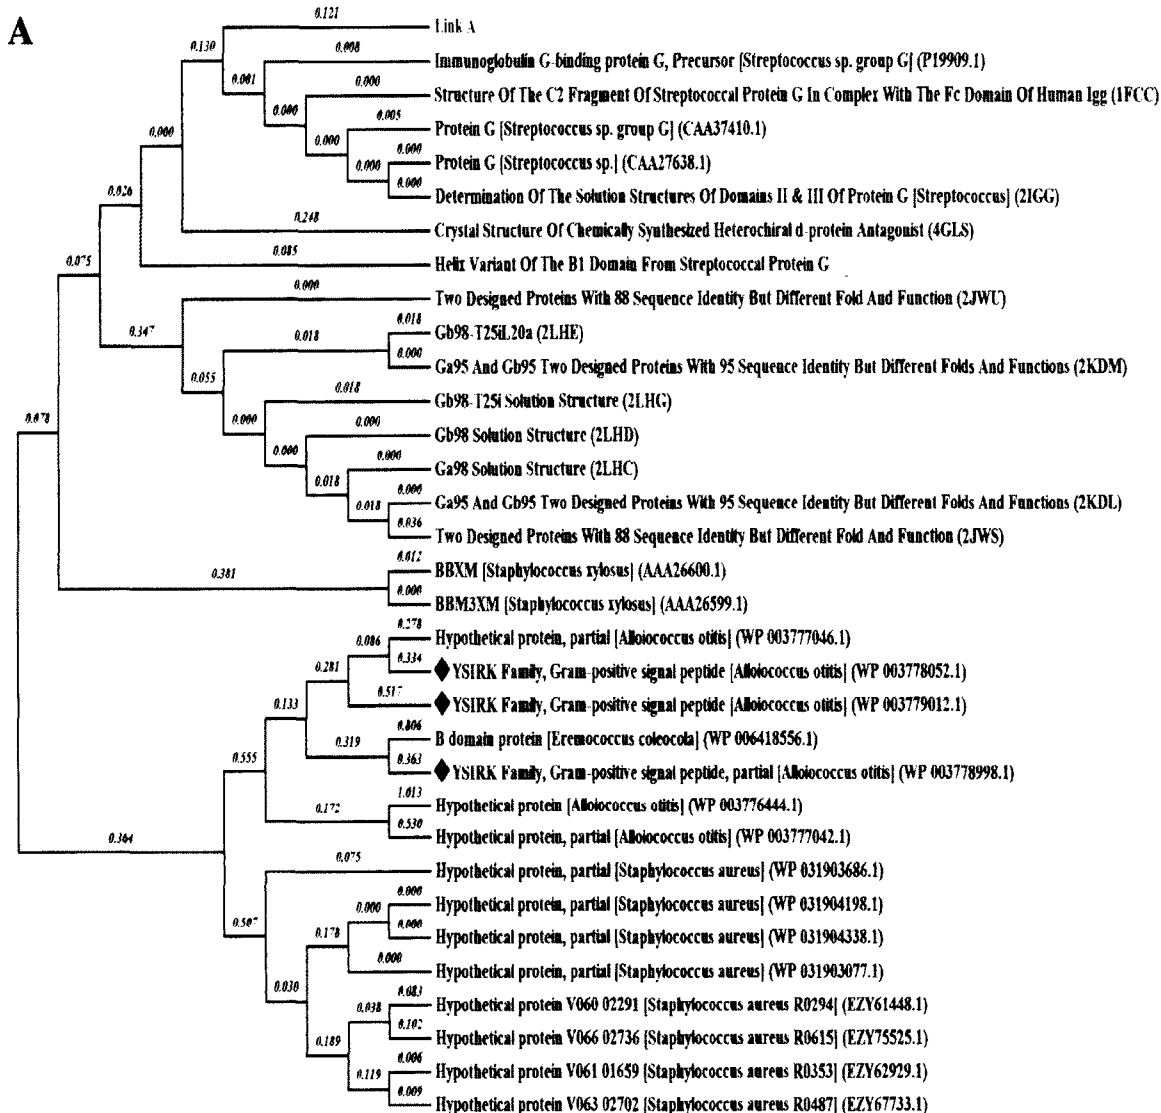 A
0.121
Link A
0.130
0.008
Immunoglobulin G-binding protein G, Precursor [Streptococcus sp. group G] (P19909.1)
0.001
0.000
Structure Of The C2 Fragment Of Streptococcal Protein G In Complex With The Fc Domain Of Human Igg (1FCC)
0.000
0.005
Protein G [Streptococcus sp. group G] (CAA37410.1)
0.000
0.000
0.000
Protein G [Streptococcus sp.] (CAA27638.1)
0.000
0.000
Determination Of The Solution Structures Of Domains II & III Of Protein G [Streptococcus] (2IGG)
0.026
0.248
Crystal Structure Of Chemically Synthesized Heterochiral d-protein Antagonist (4GLS)
0.085
Helix Variant Of The B1 Domain From Streptococcal Protein G
0.075
0.000
Two Designed Proteins With 88 Sequence Identity But Different Fold And Function (2JWU)
0.347
0.018
Gb98-T25iL20a (2LHE)
0.018
0.000
Ga95 And Gb95 Two Designed Proteins With 95 Sequence Identity But Different Folds And Functions (2KDM)
0.055
0.018
Gb98-T25i Solution Structure (2LHG)
0.078
0.000
0.000
Gb98 Solution Structure (2LHD)
0.000
0.000
Ga98 Solution Structure (2LHC)
0.018
0.000
Ga95 And Gb95 Two Designed Proteins With 95 Sequence Identity But Different Folds And Functions (2KDL)
0.018
0.036
Two Designed Proteins With 88 Sequence Identity But Different Fold And Function (2JWS)
0.012
BBXM [Staphylococcus xylosus] (AAA26600.1)
0.381
0.000
BBM3XM [Staphylococcus xylosus] (AAA26599.1)
0.278
Hypothetical protein, partial [Alloiococcus otitis] (WP 003777046.1)
0.086
0.334
YSIRK Family, Gram-positive signal peptide [Alloiococcus otitis] (WP 003778052.1)
0.281
0.517
YSIRK Family, Gram-positive signal peptide [Alloiococcus otitis] (WP 003779012.1)
0.133
0.806
B domain protein [Eremococcus coleocola] (WP 006418556.1)
0.319
0.363
YSIRK Family, Gram-positive signal peptide, partial [Alloiococcus otitis] (WP 003778998.1)
0.555
1.013
Hypothetical protein [Alloiococcus otitis] (WP 003776444.1)
0.172
0.530
Hypothetical protein, partial [Alloiococcus otitis] (WP 003777042.1)
0.364
0.075
Hypothetical protein, partial [Staphylococcus aureus] (WP 031903686.1)
0.000
Hypothetical protein, partial [Staphylococcus aureus] (WP 031904198.1)
0.000
0.507
0.000
Hypothetical protein, partial [Staphylococcus aureus] (WP 031904338.1)
0.178
0.000
Hypothetical protein, partial [Staphylococcus aureus] (WP 031903077.1)
0.030
0.083
Hypothetical protein V060 02291 [Staphylococcus aureus R0294] (EZY61448.1)
0.038
0.102
Hypothetical protein V066 02736 [Staphylococcus aureus R0615] (EZY75525.1)
0.189
0.006
Hypothetical protein V061 01659 [Staphylococcus aureus R0353] (EZY62929.1)
0.119
0.009
Hypothetical protein V063 02702 [Staphylococcus aureus R0487] (EZY67733.1)